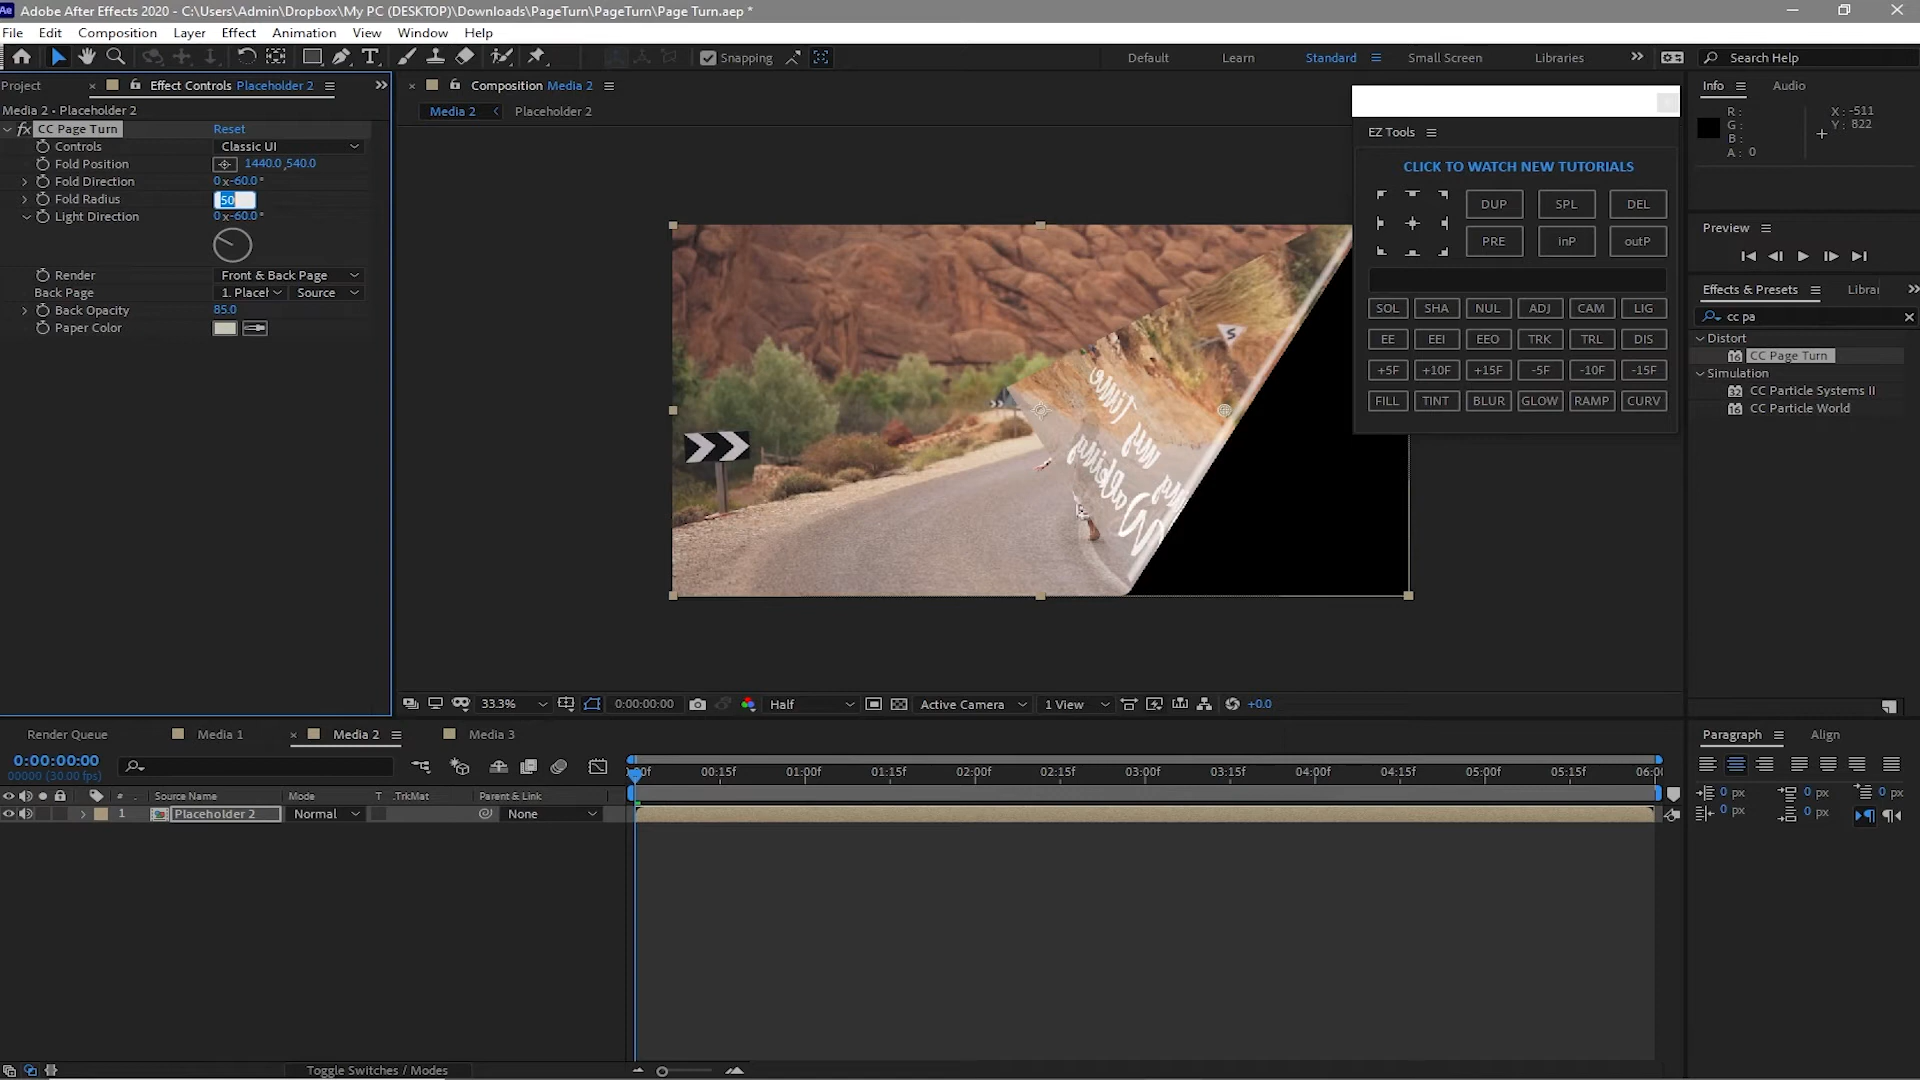 Adobe After Effects 2020 - C:\Users\Admin\Dropbox\My PC (DESKTOP)\Downloads\PageTurn\PageTurn\Page Turn.aep *
File Edit Composition Layer Effect Animation View Window Help
Snapping Default Learn Standard Small Screen Libraries Search Help
Project Effect Controls Placeholder 2 Composition Media 2 Info Audio
Media 2 • Placeholder 2
Media 2 Placeholder 2
R: G: B: A: 0
X: -511
Y: 822
fx CC Page Turn Reset
Controls Classic UI
Fold Position 1440.0,540.0
Fold Direction 0 x-60.0°
Fold Radius 50
Light Direction 0 x-60.0°
Render Front & Back Page
Back Page 1. Placel Source
Back Opacity 85.0
Paper Color
EZ Tools
CLICK TO WATCH NEW TUTORIALS
DUP SPL DEL
PRE inP outP
SOL SHA NUL ADJ CAM LIG
EE EEI EEO TRK TRL DIS
+5F +10F +15F -5F -10F -15F
FILL TINT BLUR GLOW RAMP CURV
Preview
Effects & Presets Librar
cc pa
Distort
CC Page Turn
Simulation
CC Particle Systems II
CC Particle World
33.3% 0:00:00:00 Half Active Camera 1 View +0.0
Render Queue Media 1 Media 2 Media 3
0:00:00:00
00000 (30.00 fps)
:00f 00:15f 01:00f 01:15f 02:00f 02:15f 03:00f 03:15f 04:00f 04:15f 05:00f 05:15f 06:0
# Source Name Mode T .TrkMat Parent & Link
1 Placeholder 2 Normal None
Toggle Switches / Modes
Paragraph Align
0 px 0 px 0 px
0 px 0 px